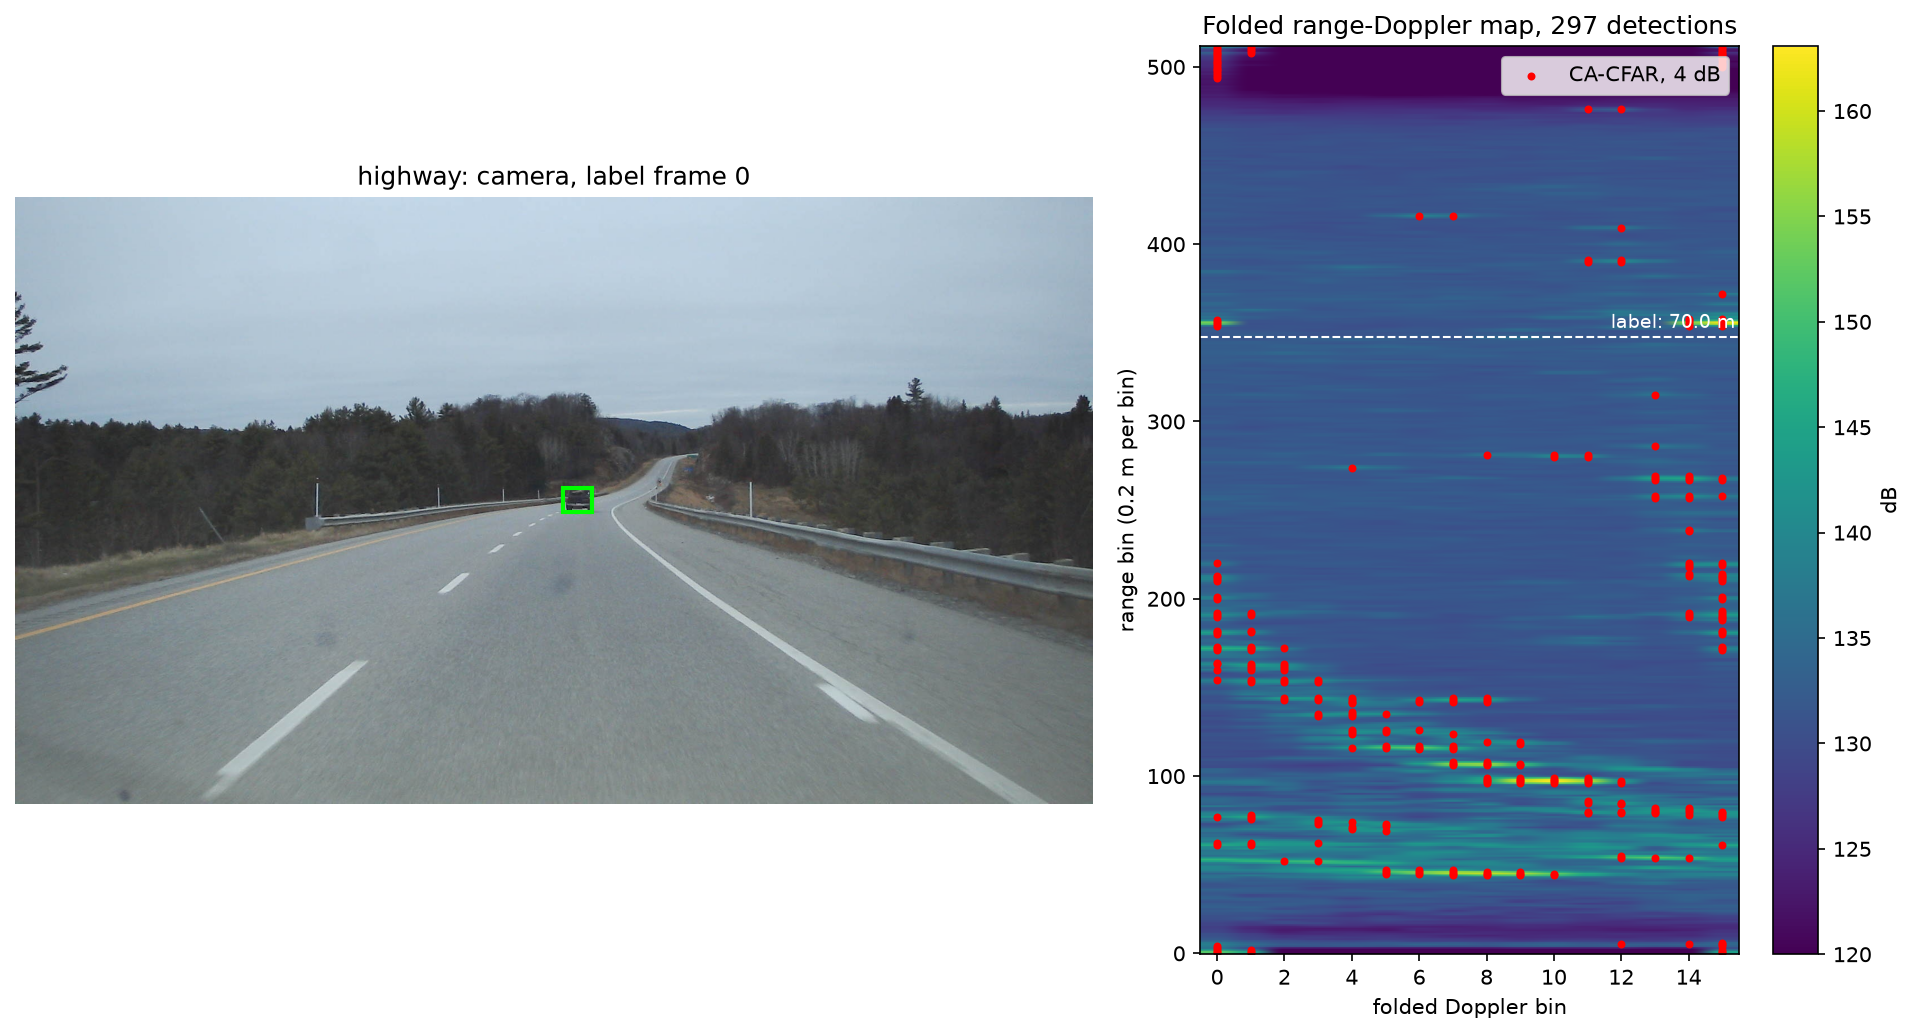 highway: camera, label frame 0
Folded range-Doppler map, 297 detections
CA-CFAR, 4 dB
label: 70.0 m
range bin (0.2 m per bin)
500
400
300
200
100
0
0 2 4 6 8 10 12 14
folded Doppler bin
160
155
150
145
140
135
130
125
120
dB